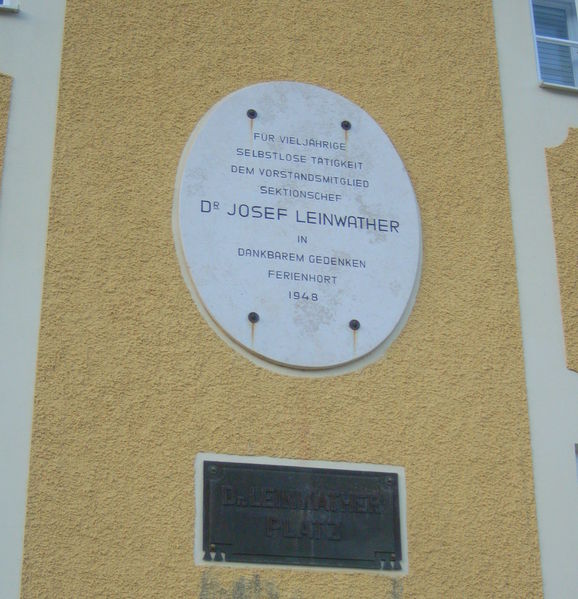 FÜR VIELJÄHRIGE
SELBSTLOSE TÄTIGKEIT
DEM VORSTANDSMITGLIED
SEKTIONSCHEF
DR JOSEF LEINWATHER
IN
DANKBAREM GEDENKEN
FERIENHORT
1948
DR. LEINWATHER
PLATZ